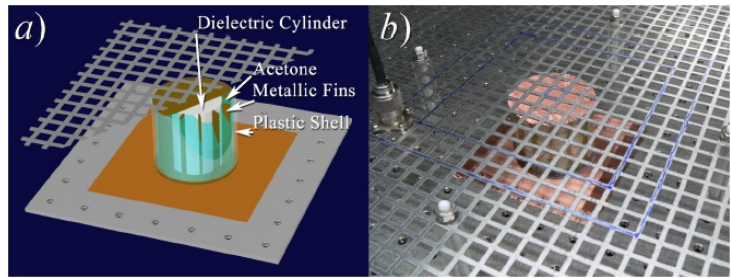 a)
Dielectric Cylinder
Acetone
Metallic Fins
Plastic Shell
b)